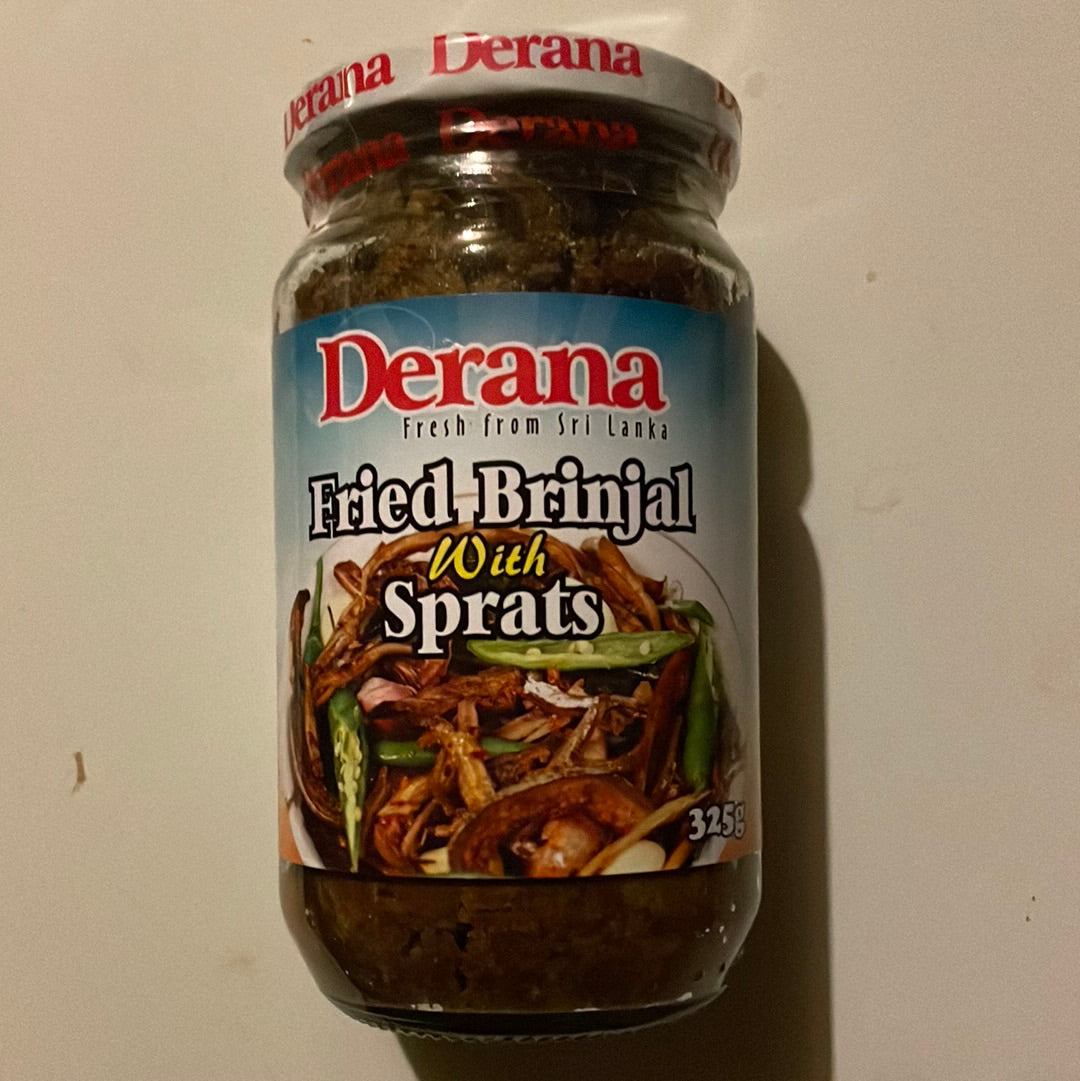 Derana Derana
Derana
Derana
Fresh from Sri Lanka
Fried Brinjal
With
Sprats
325g